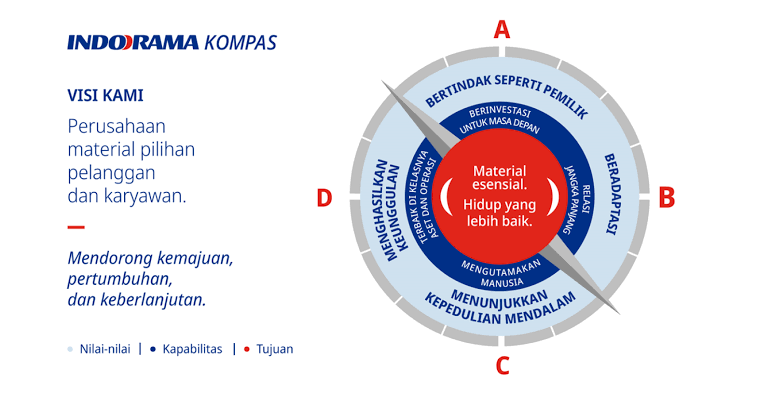 INDORAMA KOMPAS
VISI KAMI
Perusahaan
material pilihan
pelanggan
dan karyawan.
Mendorong kemajuan,
pertumbuhan,
dan keberlanjutan.
Nilai-nilai | Kapabilitas | Tujuan
A
BERTINDAK SEPERTI PEMILIK
BERINVESTASI
UNTUK MASA DEPAN
B
BERADAPTASI
RELASI
JANGKA PANJANG
C
MENGUTAMAKAN
MANUSIA
MENUNJUKKAN
KEPEDULIAN MENDALAM
D
MENGHASILKAN
KEUNGGULAN
TERBAIK DI KELASNYA
ASET DAN OPERASI
Material
esensial.
Hidup yang
lebih baik.